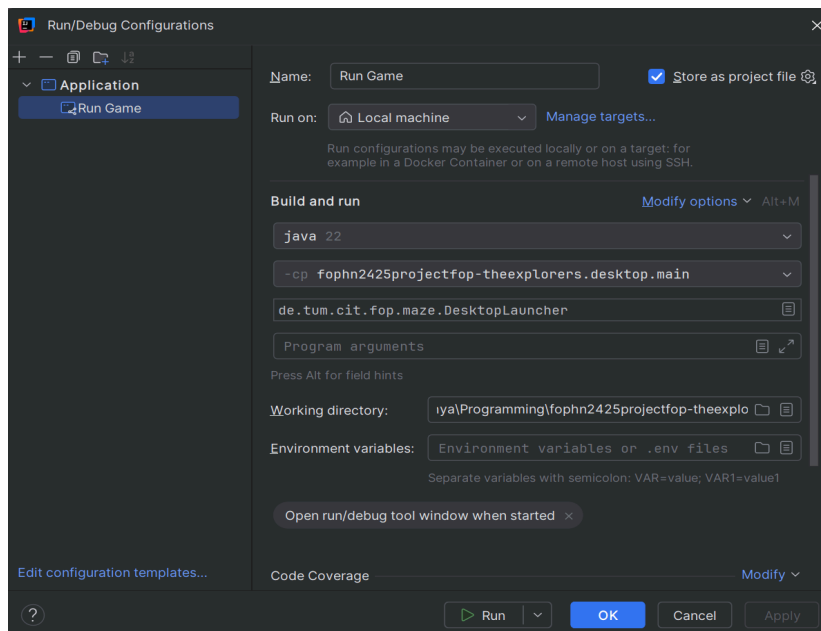 Run/Debug Configurations
Application
Run Game
Edit configuration templates...
Name: Run Game Store as project file
Run on: Local machine Manage targets...
Run configurations may be executed locally or on a target: for
example in a Docker Container or on a remote host using SSH.
Build and run Modify options Alt+M
java 22
-cp fophn2425projectfop-theexplorers.desktop.main
de.tum.cit.fop.maze.DesktopLauncher
Program arguments
Press Alt for field hints
Working directory: ıya\Programming\fophn2425projectfop-theexplo
Environment variables: Environment variables or .env files
Separate variables with semicolon: VAR=value; VAR1=value1
Open run/debug tool window when started ×
Code Coverage Modify
? Run OK Cancel Apply